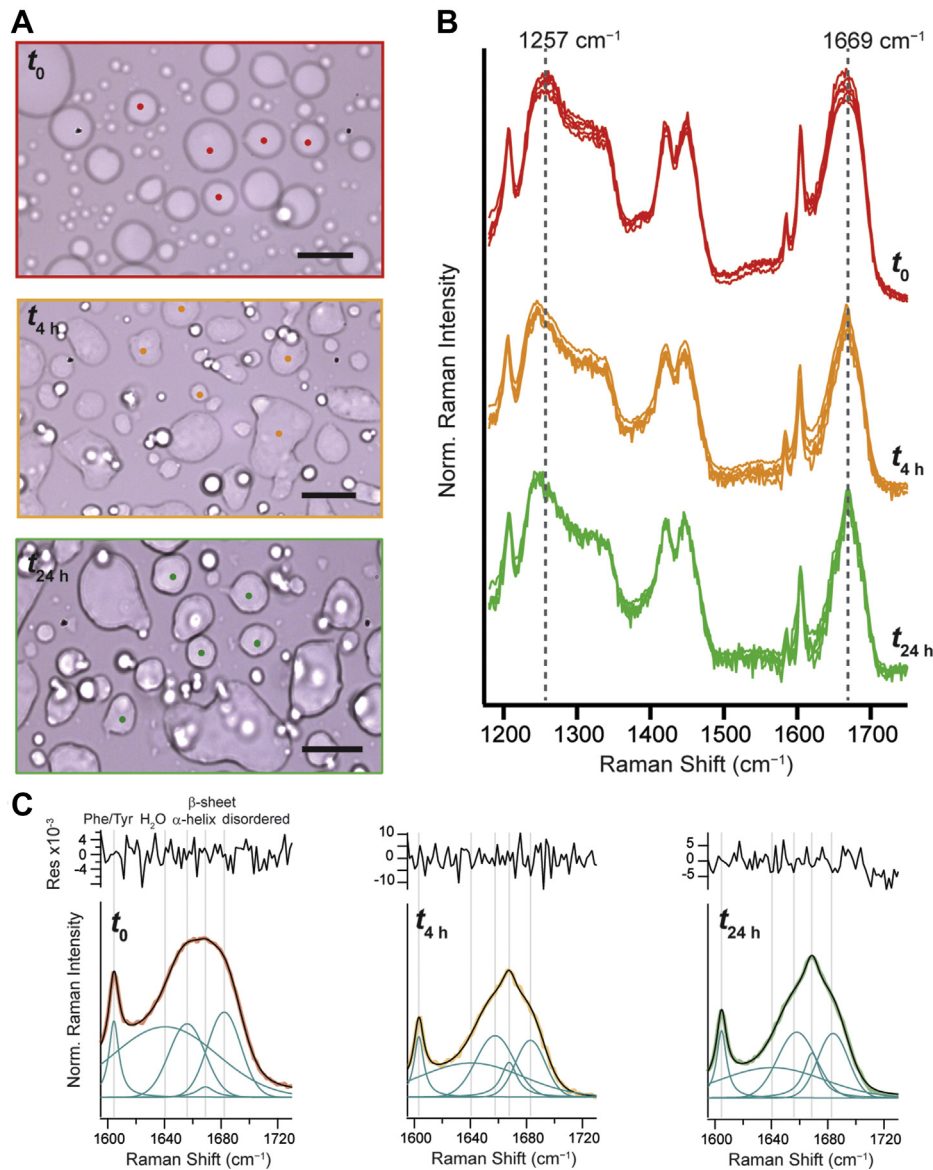 A
t0
t4 h
t24 h
B
1257 cm−1
1669 cm−1
Norm. Raman Intensity
t0
t4 h
t24 h
1200 1300 1400 1500 1600 1700
Raman Shift (cm−1)
C
β-sheet
Phe/Tyr H2O α-helix disordered
Res x10-3
4
0
-4
10
0
-10
5
0
-5
Norm. Raman Intensity
t0
t4 h
t24 h
1600 1640 1680 1720
1600 1640 1680 1720
1600 1640 1680 1720
Raman Shift (cm−1)
Raman Shift (cm−1)
Raman Shift (cm−1)